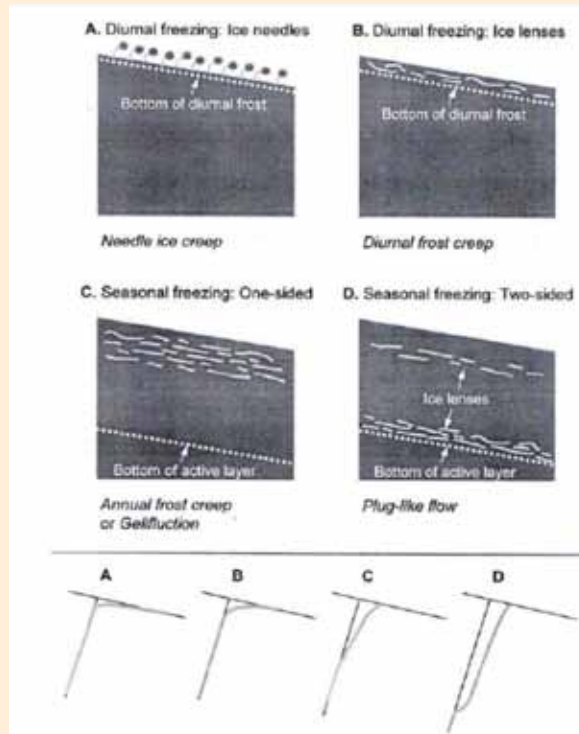 A. Diurnal freezing: Ice needles
Bottom of diurnal frost
Needle ice creep
B. Diurnal freezing: Ice lenses
Bottom of diurnal frost
Diurnal frost creep
C. Seasonal freezing: One-sided
Bottom of active layer
Annual frost creep
or Gelifluction
D. Seasonal freezing: Two-sided
Ice lenses
Bottom of active layer
Plug-like flow
A
B
C
D